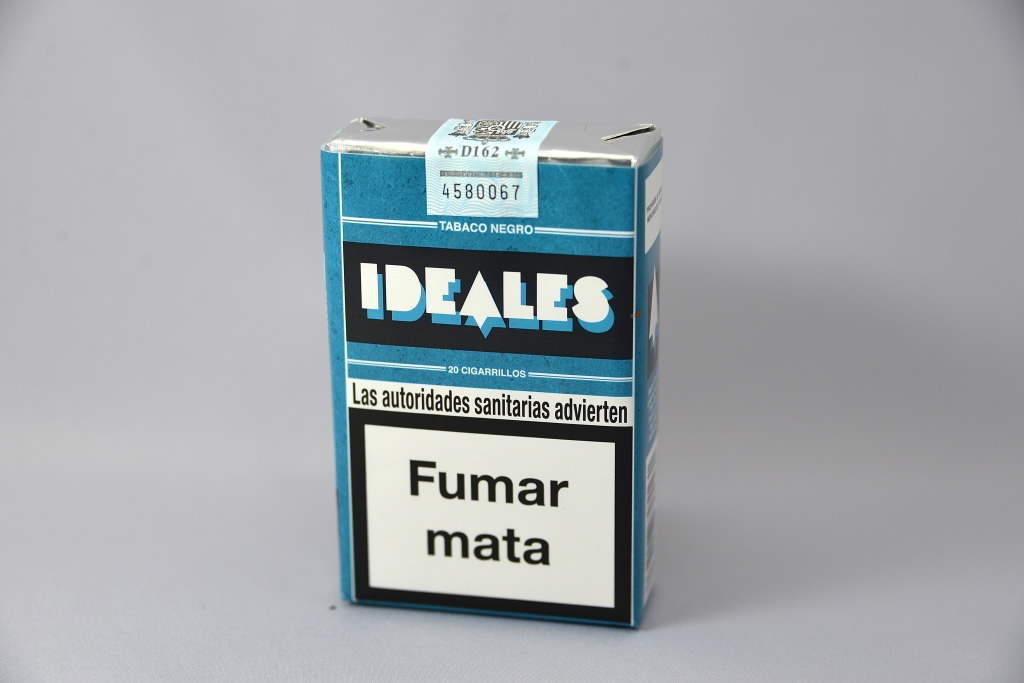 D162
4580067
TABACO NEGRO
IDEALES
20 CIGARRILLOS
Las autoridades sanitarias advierten
Fumar
mata